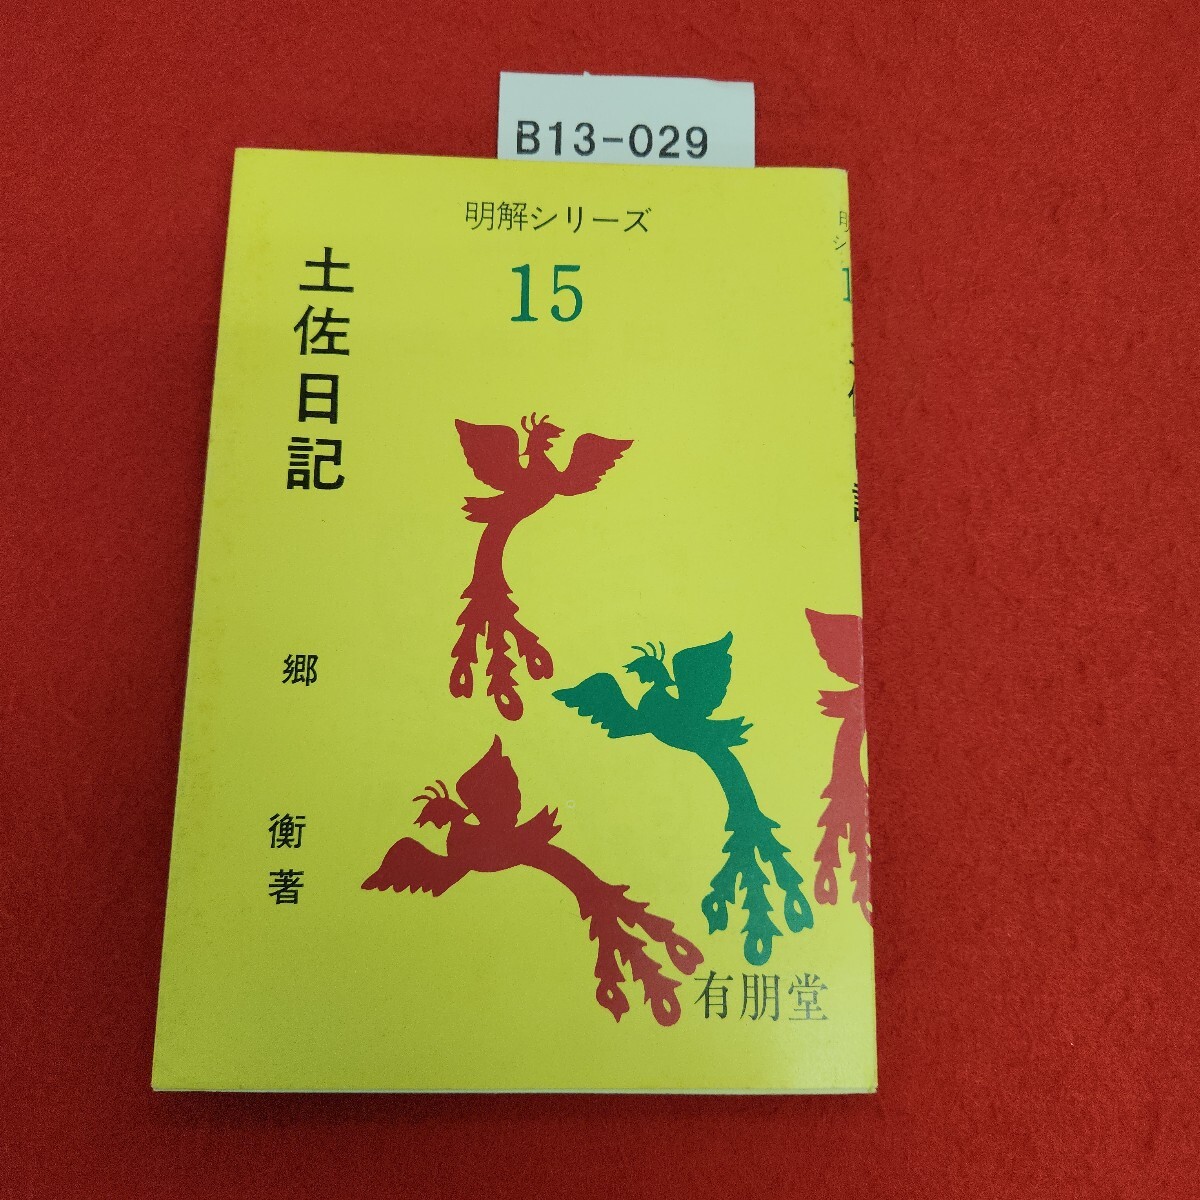 B13-029
明解シリーズ
15
土佐日記
郷衡著
有朋堂